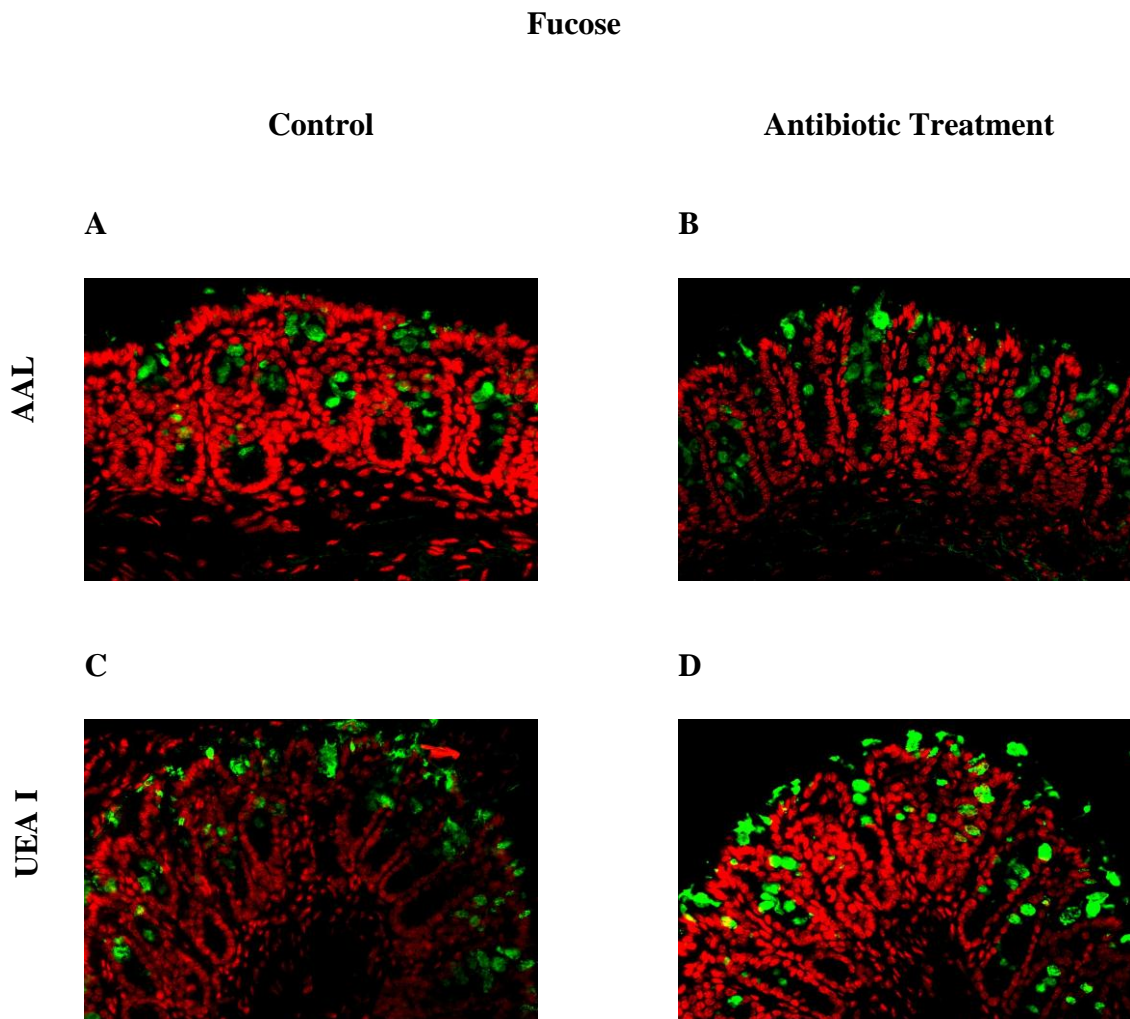 Fucose
Control
Antibiotic Treatment
A
B
AAL
C
D
UEA I